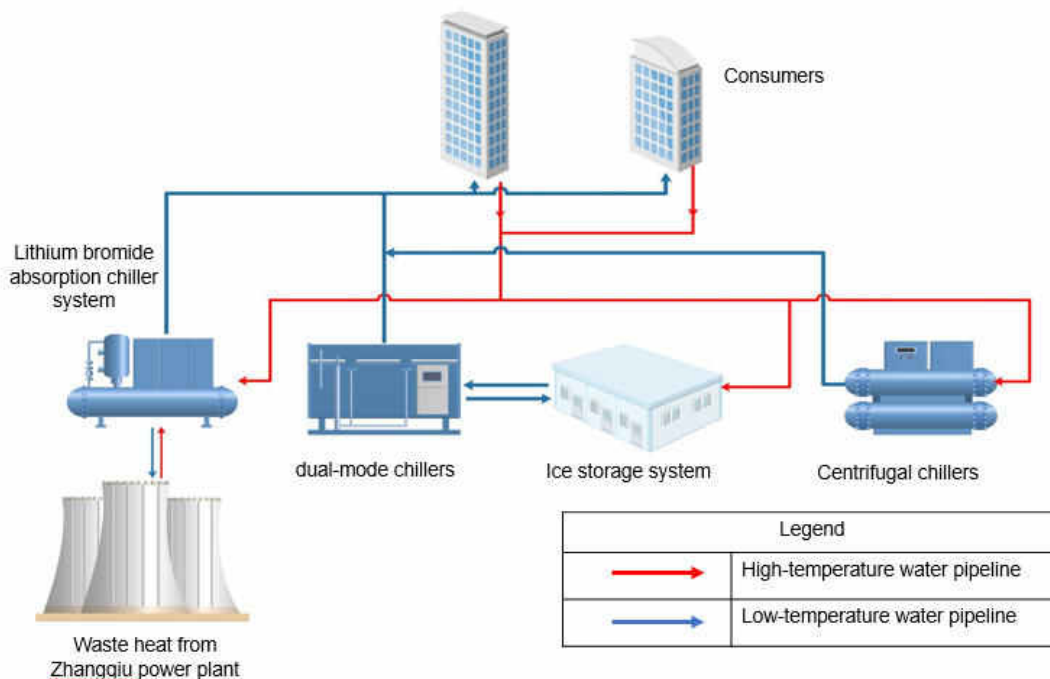 Consumers
Lithium bromide
absorption chiller
system
dual-mode chillers
Ice storage system
Centrifugal chillers
Waste heat from
Zhangqiu power plant
Legend
High-temperature water pipeline
Low-temperature water pipeline